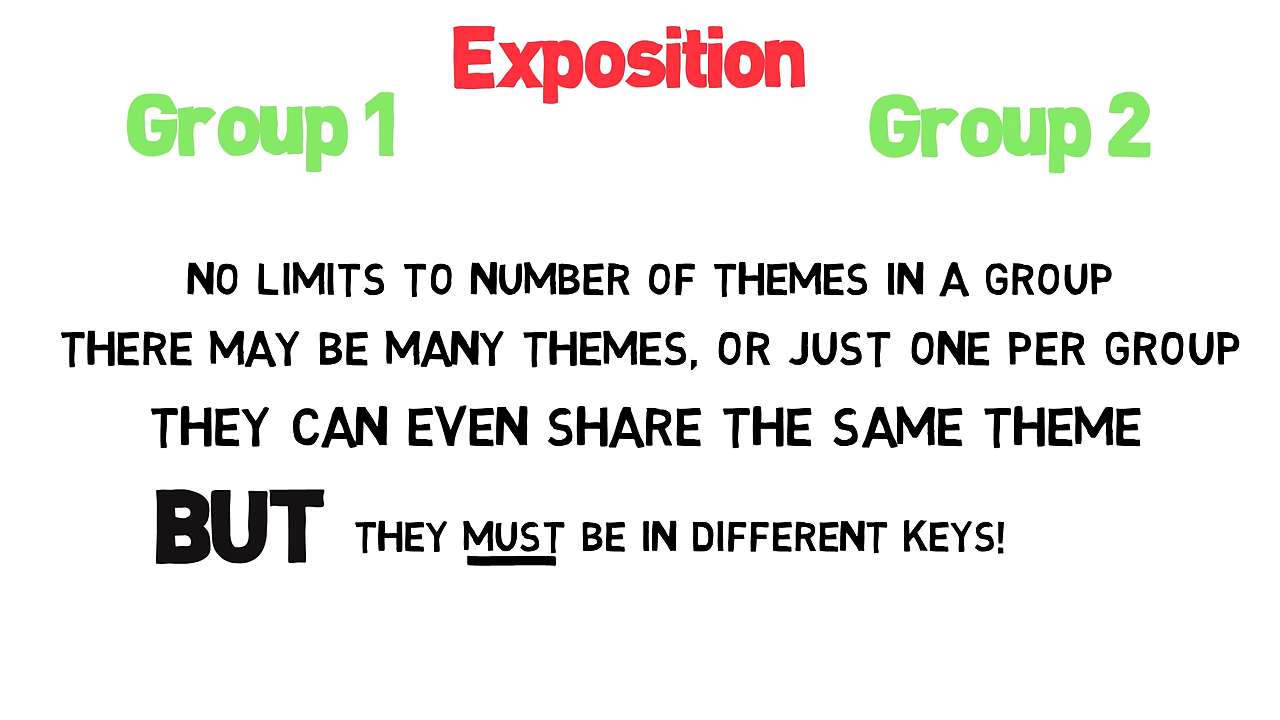 Exposition
Group 1
Group 2
NO LIMITS TO NUMBER OF THEMES IN A GROUP
THERE MAY BE MANY THEMES, OR JUST ONE PER GROUP
THEY CAN EVEN SHARE THE SAME THEME
BUT THEY MUST BE IN DIFFERENT KEYS!